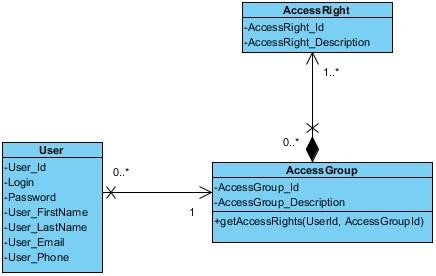 AccessRight
-AccessRight_Id
-AccessRight_Description
1..*
0..*
User
-User_Id
-Login
-Password
-User_FirstName
-User_LastName
-User_Email
-User_Phone
0..*
1
AccessGroup
-AccessGroup_Id
-AccessGroup_Description
+getAccessRights(UserId, AccessGroupId)